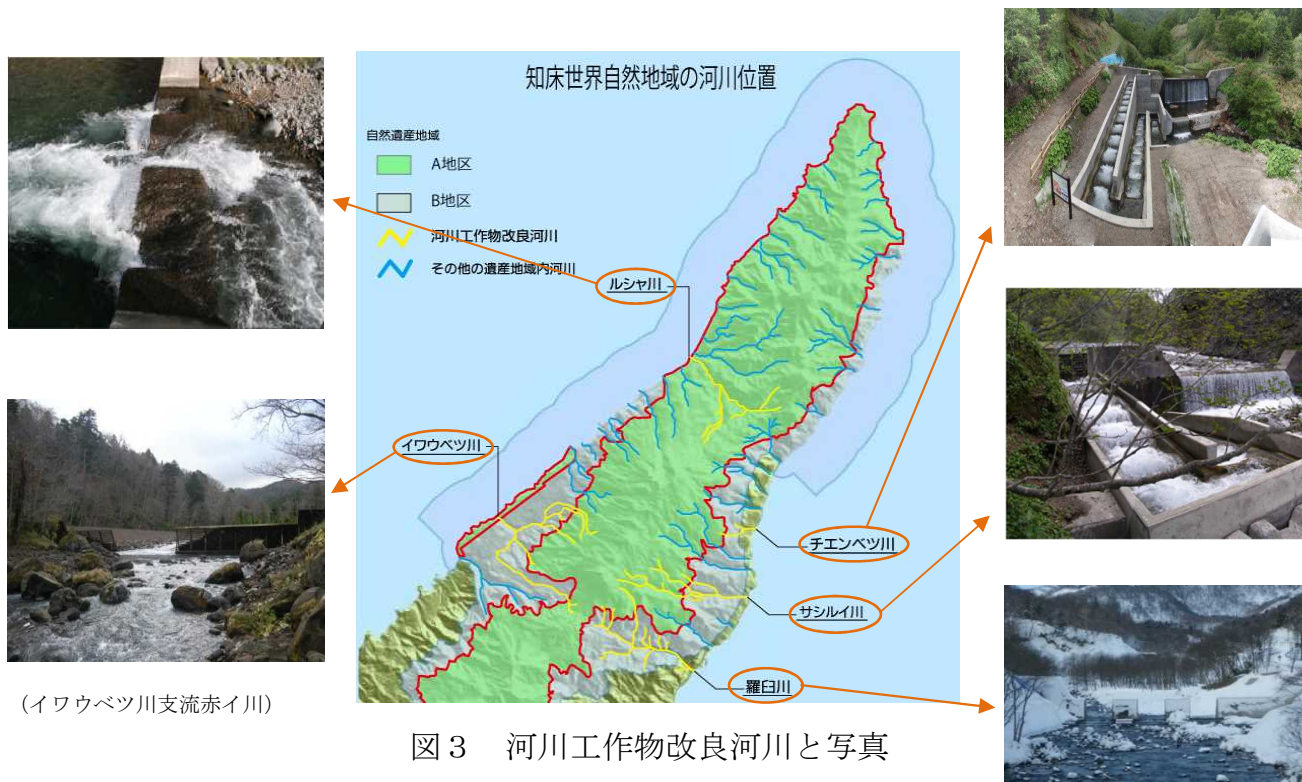 知床世界自然地域の河川位置
自然遺産地域
A地区
B地区
河川工作物改良河川
その他の遺産地域内河川
ルシャ川
イワウベツ川
チエンベツ川
サシルイ川
羅臼川
（イワウベツ川支流赤イ川）
図３　河川工作物改良河川と写真